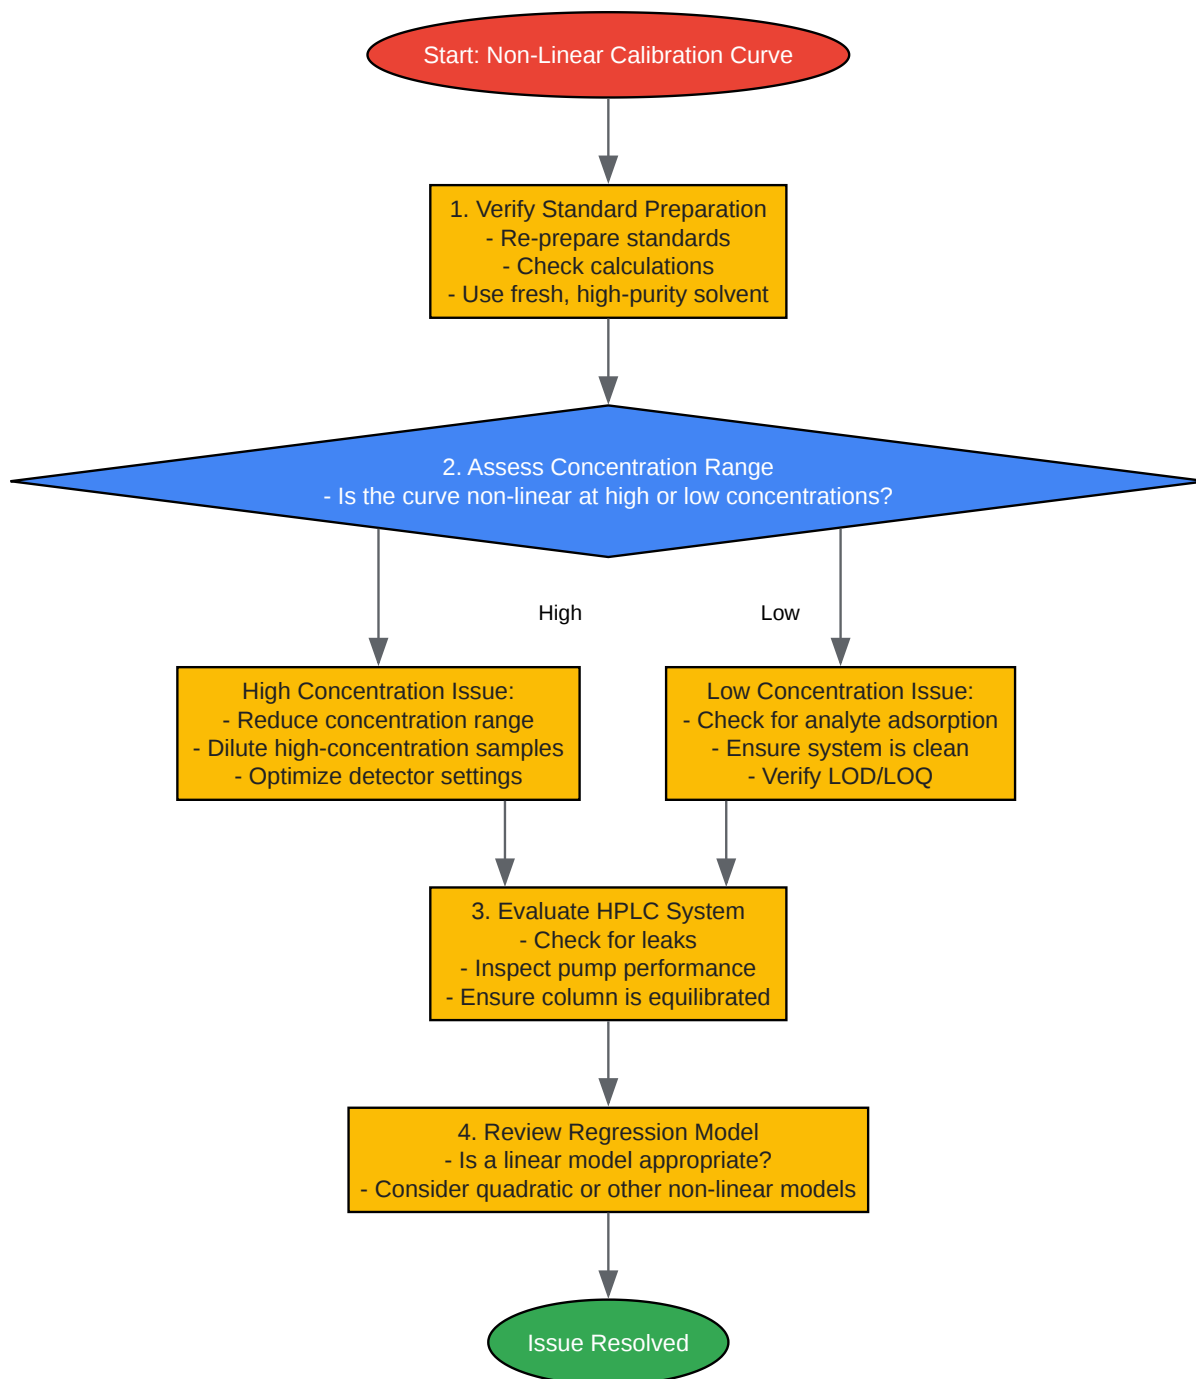 Start: Non-Linear Calibration Curve
1. Verify Standard Preparation
- Re-prepare standards
- Check calculations
- Use fresh, high-purity solvent
2. Assess Concentration Range
- Is the curve non-linear at high or low concentrations?
High
Low
High Concentration Issue:
- Reduce concentration range
- Dilute high-concentration samples
- Optimize detector settings
Low Concentration Issue:
- Check for analyte adsorption
- Ensure system is clean
- Verify LOD/LOQ
3. Evaluate HPLC System
- Check for leaks
- Inspect pump performance
- Ensure column is equilibrated
4. Review Regression Model
- Is a linear model appropriate?
- Consider quadratic or other non-linear models
Issue Resolved